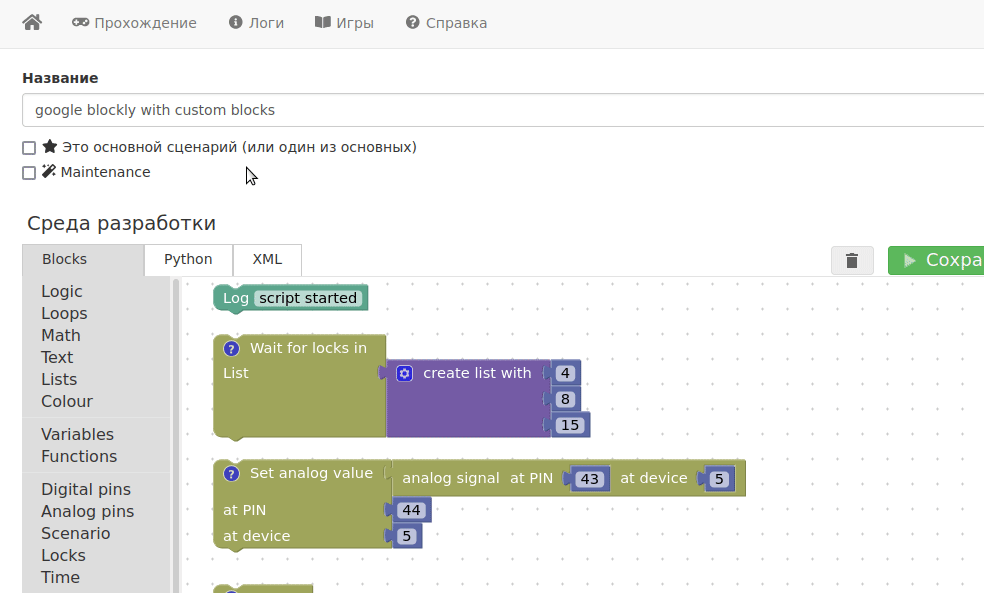 Прохождение Логи Игры Справка
Название
google blockly with custom blocks
Это основной сценарий (или один из основных)
Maintenance
Среда разработки
Blocks Python XML
Logic
Loops
Math
Text
Lists
Colour
Variables
Functions
Digital pins
Analog pins
Scenario
Locks
Time
Log script started
? Wait for locks in
List create list with 4
8
15
? Set analog value analog signal at PIN 43 at device 5
at PIN 44
at device 5